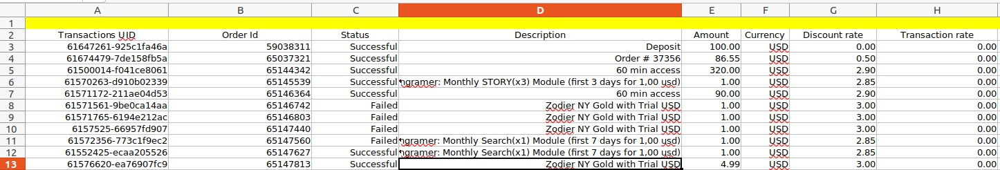 A B C D E F G H
1
2 Transactions UID Order Id Status Description Amount Currency Discount rate Transaction rate
3 61647261-925c1fa46a 59038311 Successful Deposit 100.00 USD 0.00 0.00
4 61674479-7de158fb5a 65037321 Successful Order # 37356 86.55 USD 0.50 0.00
5 61500014-f041ce8061 65144342 Successful 60 min access 320.00 USD 2.90 0.00
6 61570263-d910b02339 65145539 Successful ngramer: Monthly STORY(x3) Module (first 3 days for 1,00 usd) 1.00 USD 2.85 0.00
7 61571172-211ae04d53 65146364 Successful 60 min access 90.00 USD 2.90 0.00
8 61571561-9be0ca14aa 65146742 Failed Zodier NY Gold with Trial USD 1.00 USD 3.00 0.00
9 61571765-6194e212ac 65146803 Failed Zodier NY Gold with Trial USD 1.00 USD 3.00 0.00
10 6157525-66957fd907 65147440 Failed Zodier NY Gold with Trial USD 1.00 USD 3.00 0.00
11 61572356-773c1f9ec2 65147560 Failed ngramer: Monthly Search(x1) Module (first 7 days for 1,00 usd) 1.00 USD 2.85 0.00
12 61552425-ecaa205526 65147627 Successful ngramer: Monthly Search(x1) Module (first 7 days for 1,00 usd) 1.00 USD 2.85 0.00
13 61576620-ea76907fc9 65147813 Successful Zodier NY Gold with Trial USD 4.99 USD 3.00 0.00